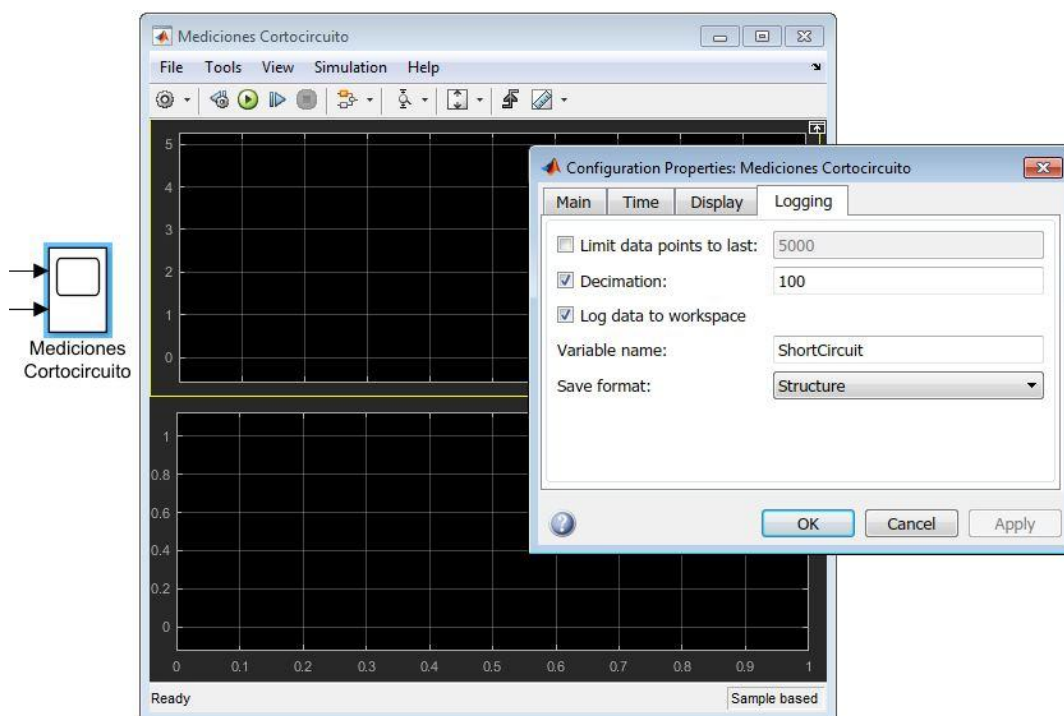 Mediciones Cortocircuito
File Tools View Simulation Help
5
4
3
2
1
0
Mediciones
Cortocircuito
1
0.8
0.6
0.4
0.2
0
0 0.1 0.2 0.3 0.4 0.5 0.6 0.7 0.8 0.9 1
Ready Sample based
Configuration Properties: Mediciones Cortocircuito
Main Time Display Logging
Limit data points to last: 5000
Decimation: 100
Log data to workspace
Variable name: ShortCircuit
Save format: Structure
OK Cancel Apply